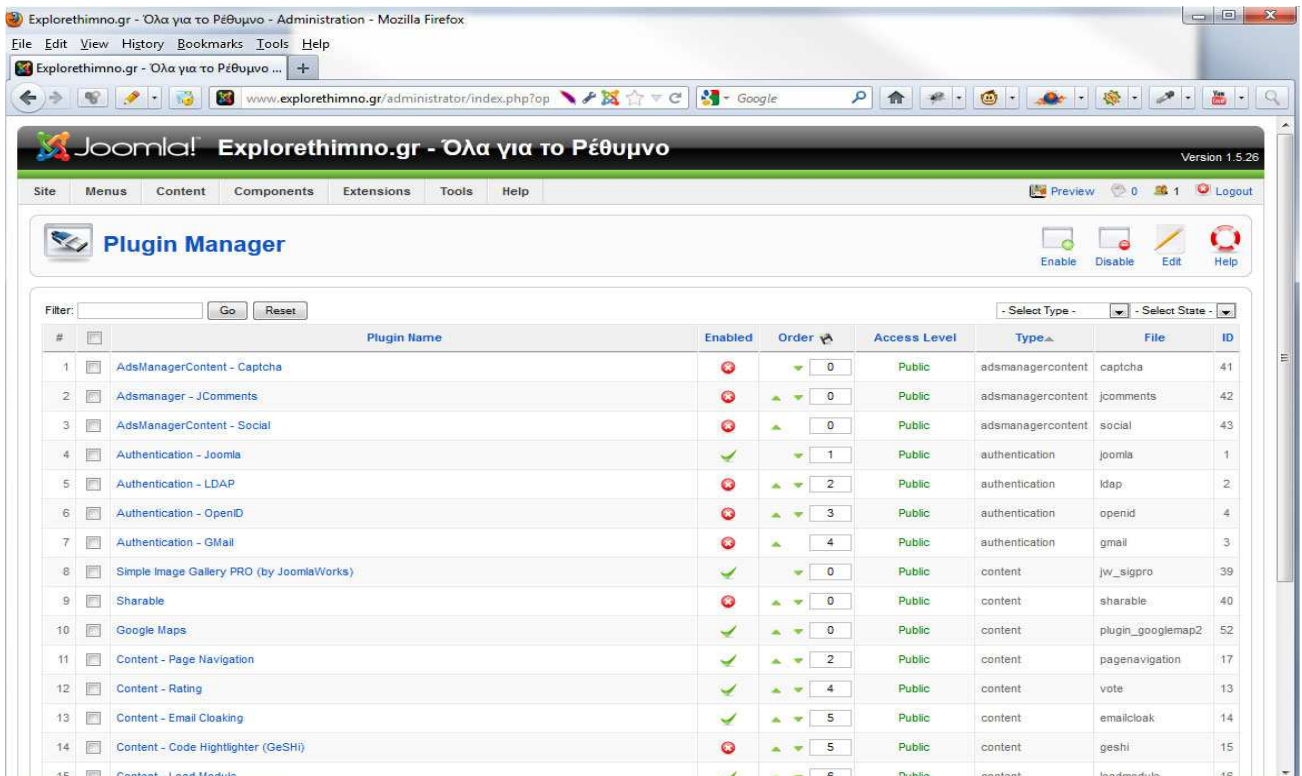 Explorethimno.gr - Όλα για το Ρέθυμνο - Administration - Mozilla Firefox
File Edit View History Bookmarks Tools Help
Explorethimno.gr - Όλα για το Ρέθυμνο ... +
www.explorethimno.gr/administrator/index.php?op Google
Joomla! Explorethimno.gr - Όλα για το Ρέθυμνο Version 1.5.26
Site Menus Content Components Extensions Tools Help Preview 0 1 Logout
Plugin Manager Enable Disable Edit Help
Filter: Go Reset - Select Type - - Select State -
# Plugin Name Enabled Order Access Level Type File ID
1 AdsManagerContent - Captcha 0 Public adsmanagercontent captcha 41
2 Adsmanager - JComments 0 Public adsmanagercontent jcomments 42
3 AdsManagerContent - Social 0 Public adsmanagercontent social 43
4 Authentication - Joomla 1 Public authentication joomla 1
5 Authentication - LDAP 2 Public authentication ldap 2
6 Authentication - OpenID 3 Public authentication openid 4
7 Authentication - GMail 4 Public authentication gmail 3
8 Simple Image Gallery PRO (by JoomlaWorks) 0 Public content jw_sigpro 39
9 Sharable 0 Public content sharable 40
10 Google Maps 0 Public content plugin_googlemap2 52
11 Content - Page Navigation 2 Public content pagenavigation 17
12 Content - Rating 4 Public content vote 13
13 Content - Email Cloaking 5 Public content emailcloak 14
14 Content - Code Hightlighter (GeSHi) 5 Public content geshi 15
15 Content - Load Module 6 Public content loadmodule 16